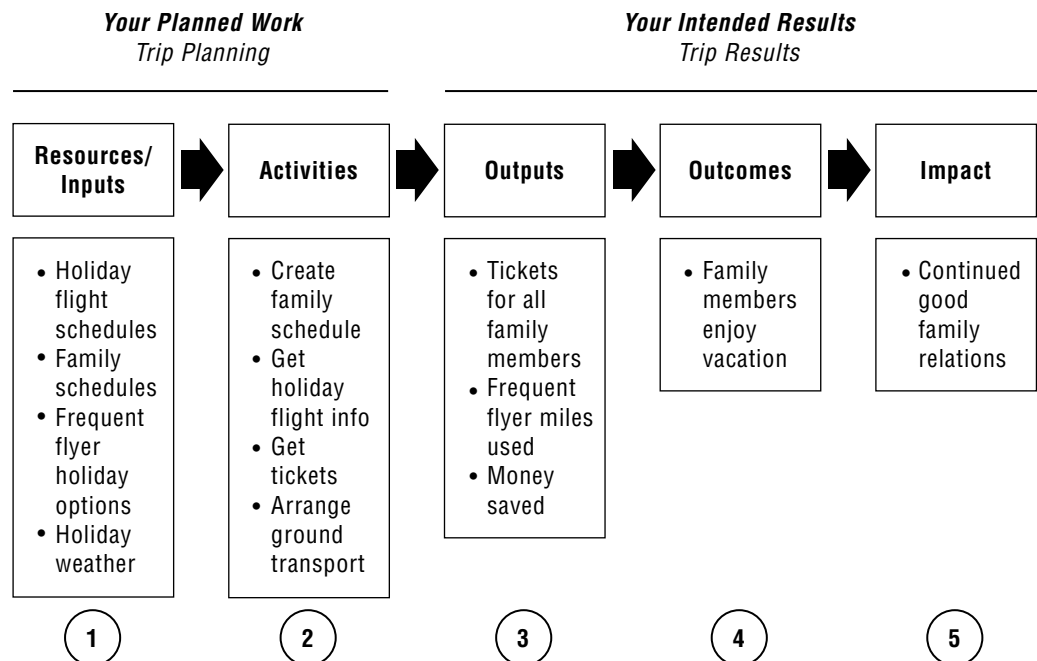 Your Planned Work
Trip Planning
Your Intended Results
Trip Results
Resources/
Inputs
Activities
Outputs
Outcomes
Impact
• Holiday
flight
schedules
• Family
schedules
• Frequent
flyer
holiday
options
• Holiday
weather
• Create
family
schedule
• Get
holiday
flight info
• Get
tickets
• Arrange
ground
transport
• Tickets
for all
family
members
• Frequent
flyer miles
used
• Money
saved
• Family
members
enjoy
vacation
• Continued
good
family
relations
1
2
3
4
5